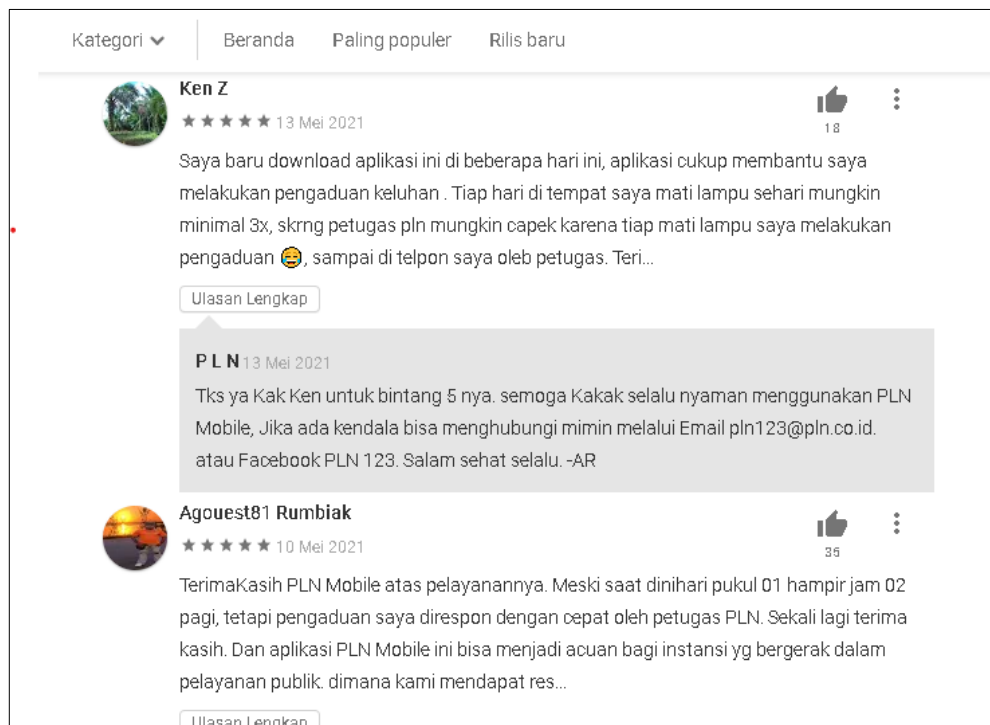 Kategori Beranda Paling populer Rilis baru
Ken Z
13 Mei 2021
18
Saya baru download aplikasi ini di beberapa hari ini, aplikasi cukup membantu saya
melakukan pengaduan keluhan . Tiap hari di tempat saya mati lampu sehari mungkin
minimal 3x, skrng petugas pln mungkin capek karena tiap mati lampu saya melakukan
pengaduan 😂, sampai di telpon saya oleb petugas. Teri...
Ulasan Lengkap
P L N 13 Mei 2021
Tks ya Kak Ken untuk bintang 5 nya. semoga Kakak selalu nyaman menggunakan PLN
Mobile, Jika ada kendala bisa menghubungi mimin melalui Email pln123@pln.co.id.
atau Facebook PLN 123. Salam sehat selalu. -AR
Agouest81 Rumbiak
10 Mei 2021
35
TerimaKasih PLN Mobile atas pelayanannya. Meski saat dinihari pukul 01 hampir jam 02
pagi, tetapi pengaduan saya direspon dengan cepat oleh petugas PLN. Sekali lagi terima
kasih. Dan aplikasi PLN Mobile ini bisa menjadi acuan bagi instansi yg bergerak dalam
pelayanan publik. dimana kami mendapat res...
Ulasan Lengkap